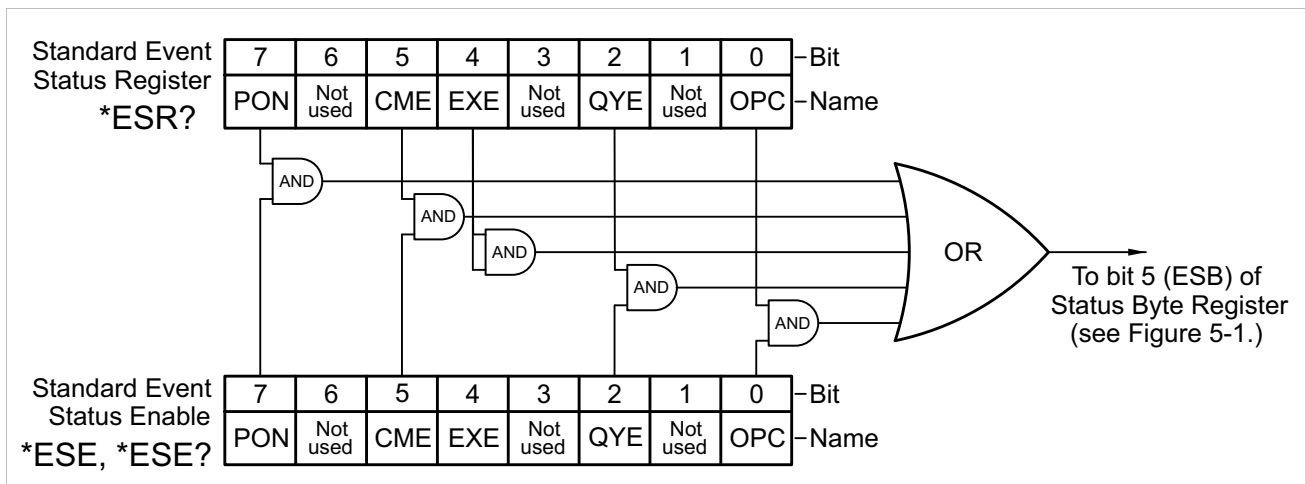 Standard Event
Status Register
*ESR?
7 6 5 4 3 2 1 0 –Bit
PON Not used CME EXE Not used QYE Not used OPC –Name
AND
AND
AND
AND
AND
OR
To bit 5 (ESB) of
Status Byte Register
(see Figure 5-1.)
Standard Event
Status Enable
*ESE, *ESE?
7 6 5 4 3 2 1 0 –Bit
PON Not used CME EXE Not used QYE Not used OPC –Name